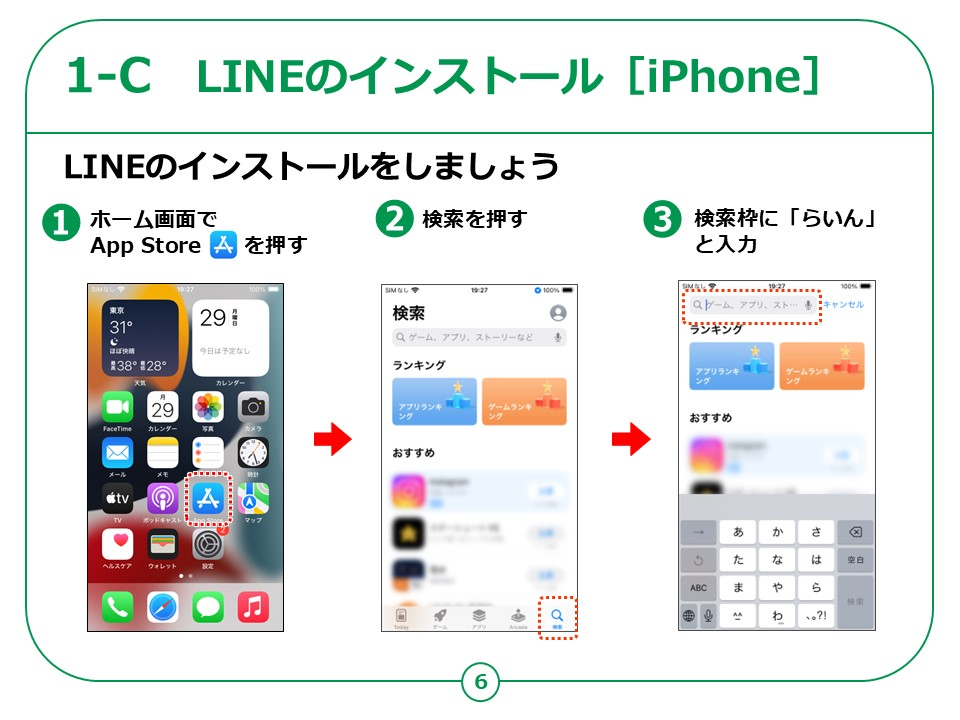 1-C LINEのインストール［iPhone］
LINEのインストールをしましょう
1 ホーム画面で
App Store を押す
2 検索を押す
3 検索枠に「らいん」
と入力
SIMなし 19:27 100%
東京
31°
ほぼ快晴
最高38° 最低28°
天気
29 月曜日
今日は予定なし
カレンダー
FaceTime
月
29
カレンダー
写真
カメラ
メール
メモ
時計
tv
TV
ポッドキャスト
マップ
ヘルスケア
ウォレット
設定
SIMなし 19:27 100%
検索
ゲーム、アプリ、ストーリーなど
ランキング
アプリランキ
ング
ゲームランキ
ング
おすすめ
Instagram
Today
ゲーム
アプリ
Arcade
検索
SIMなし 19:27 100%
ゲーム、アプリ、スト… キャンセル
ランキング
アプリランキ
ング
ゲームランキ
ング
おすすめ
Instagram
→ あ か さ
た な は 空白
ABC ま や ら
^^ わ 、。?! 検索
6